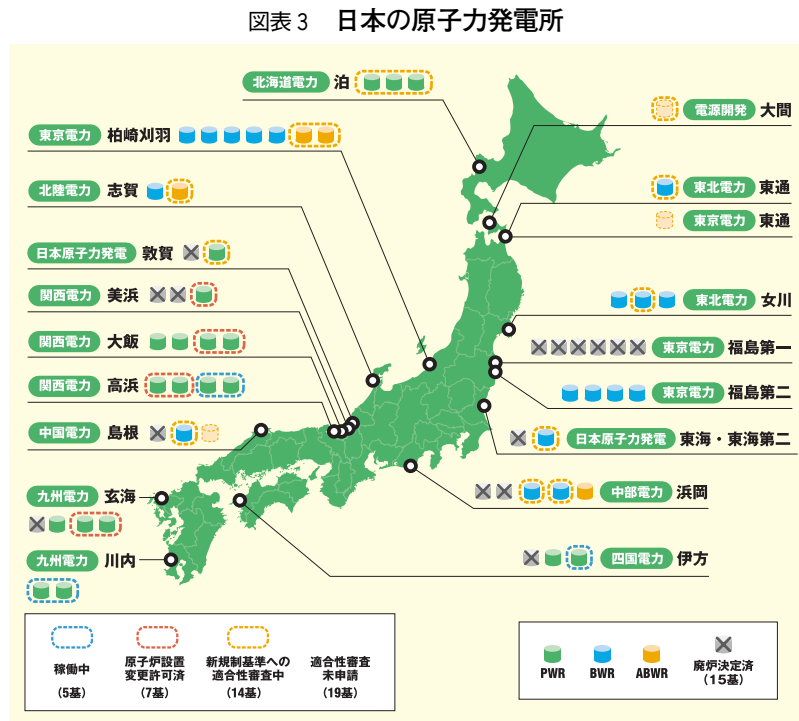 図表3 日本の原子力発電所
北海道電力 泊
東京電力 柏崎刈羽
北陸電力 志賀
日本原子力発電 敦賀
関西電力 美浜
関西電力 大飯
関西電力 高浜
中国電力 島根
九州電力 玄海
九州電力 川内
電源開発 大間
東北電力 東通
東京電力 東通
東北電力 女川
東京電力 福島第一
東京電力 福島第二
日本原子力発電 東海・東海第二
中部電力 浜岡
四国電力 伊方
稼働中
(5基)
原子炉設置
変更許可済
(7基)
新規制基準への
適合性審査中
(14基)
適合性審査
未申請
(19基)
PWR
BWR
ABWR
廃炉決定済
(15基)